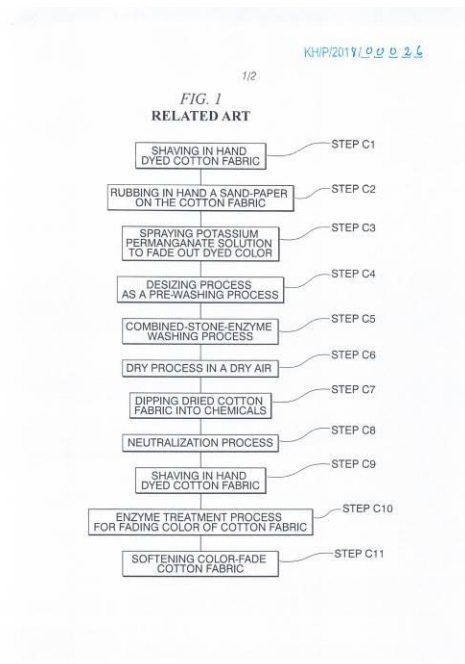 KH/P/2018/00026
1/2
FIG. 1
RELATED ART
SHAVING IN HAND
DYED COTTON FABRIC
STEP C1
RUBBING IN HAND A SAND-PAPER
ON THE COTTON FABRIC
STEP C2
SPRAYING POTASSIUM
PERMANGANATE SOLUTION
TO FADE OUT DYED COLOR
STEP C3
DESIZING PROCESS
AS A PRE-WASHING PROCESS
STEP C4
COMBINED-STONE-ENZYME
WASHING PROCESS
STEP C5
DRY PROCESS IN A DRY AIR
STEP C6
DIPPING DRIED COTTON
FABRIC INTO CHEMICALS
STEP C7
NEUTRALIZATION PROCESS
STEP C8
SHAVING IN HAND
DYED COTTON FABRIC
STEP C9
ENZYME TREATMENT PROCESS
FOR FADING COLOR OF COTTON FABRIC
STEP C10
SOFTENING COLOR-FADE
COTTON FABRIC
STEP C11